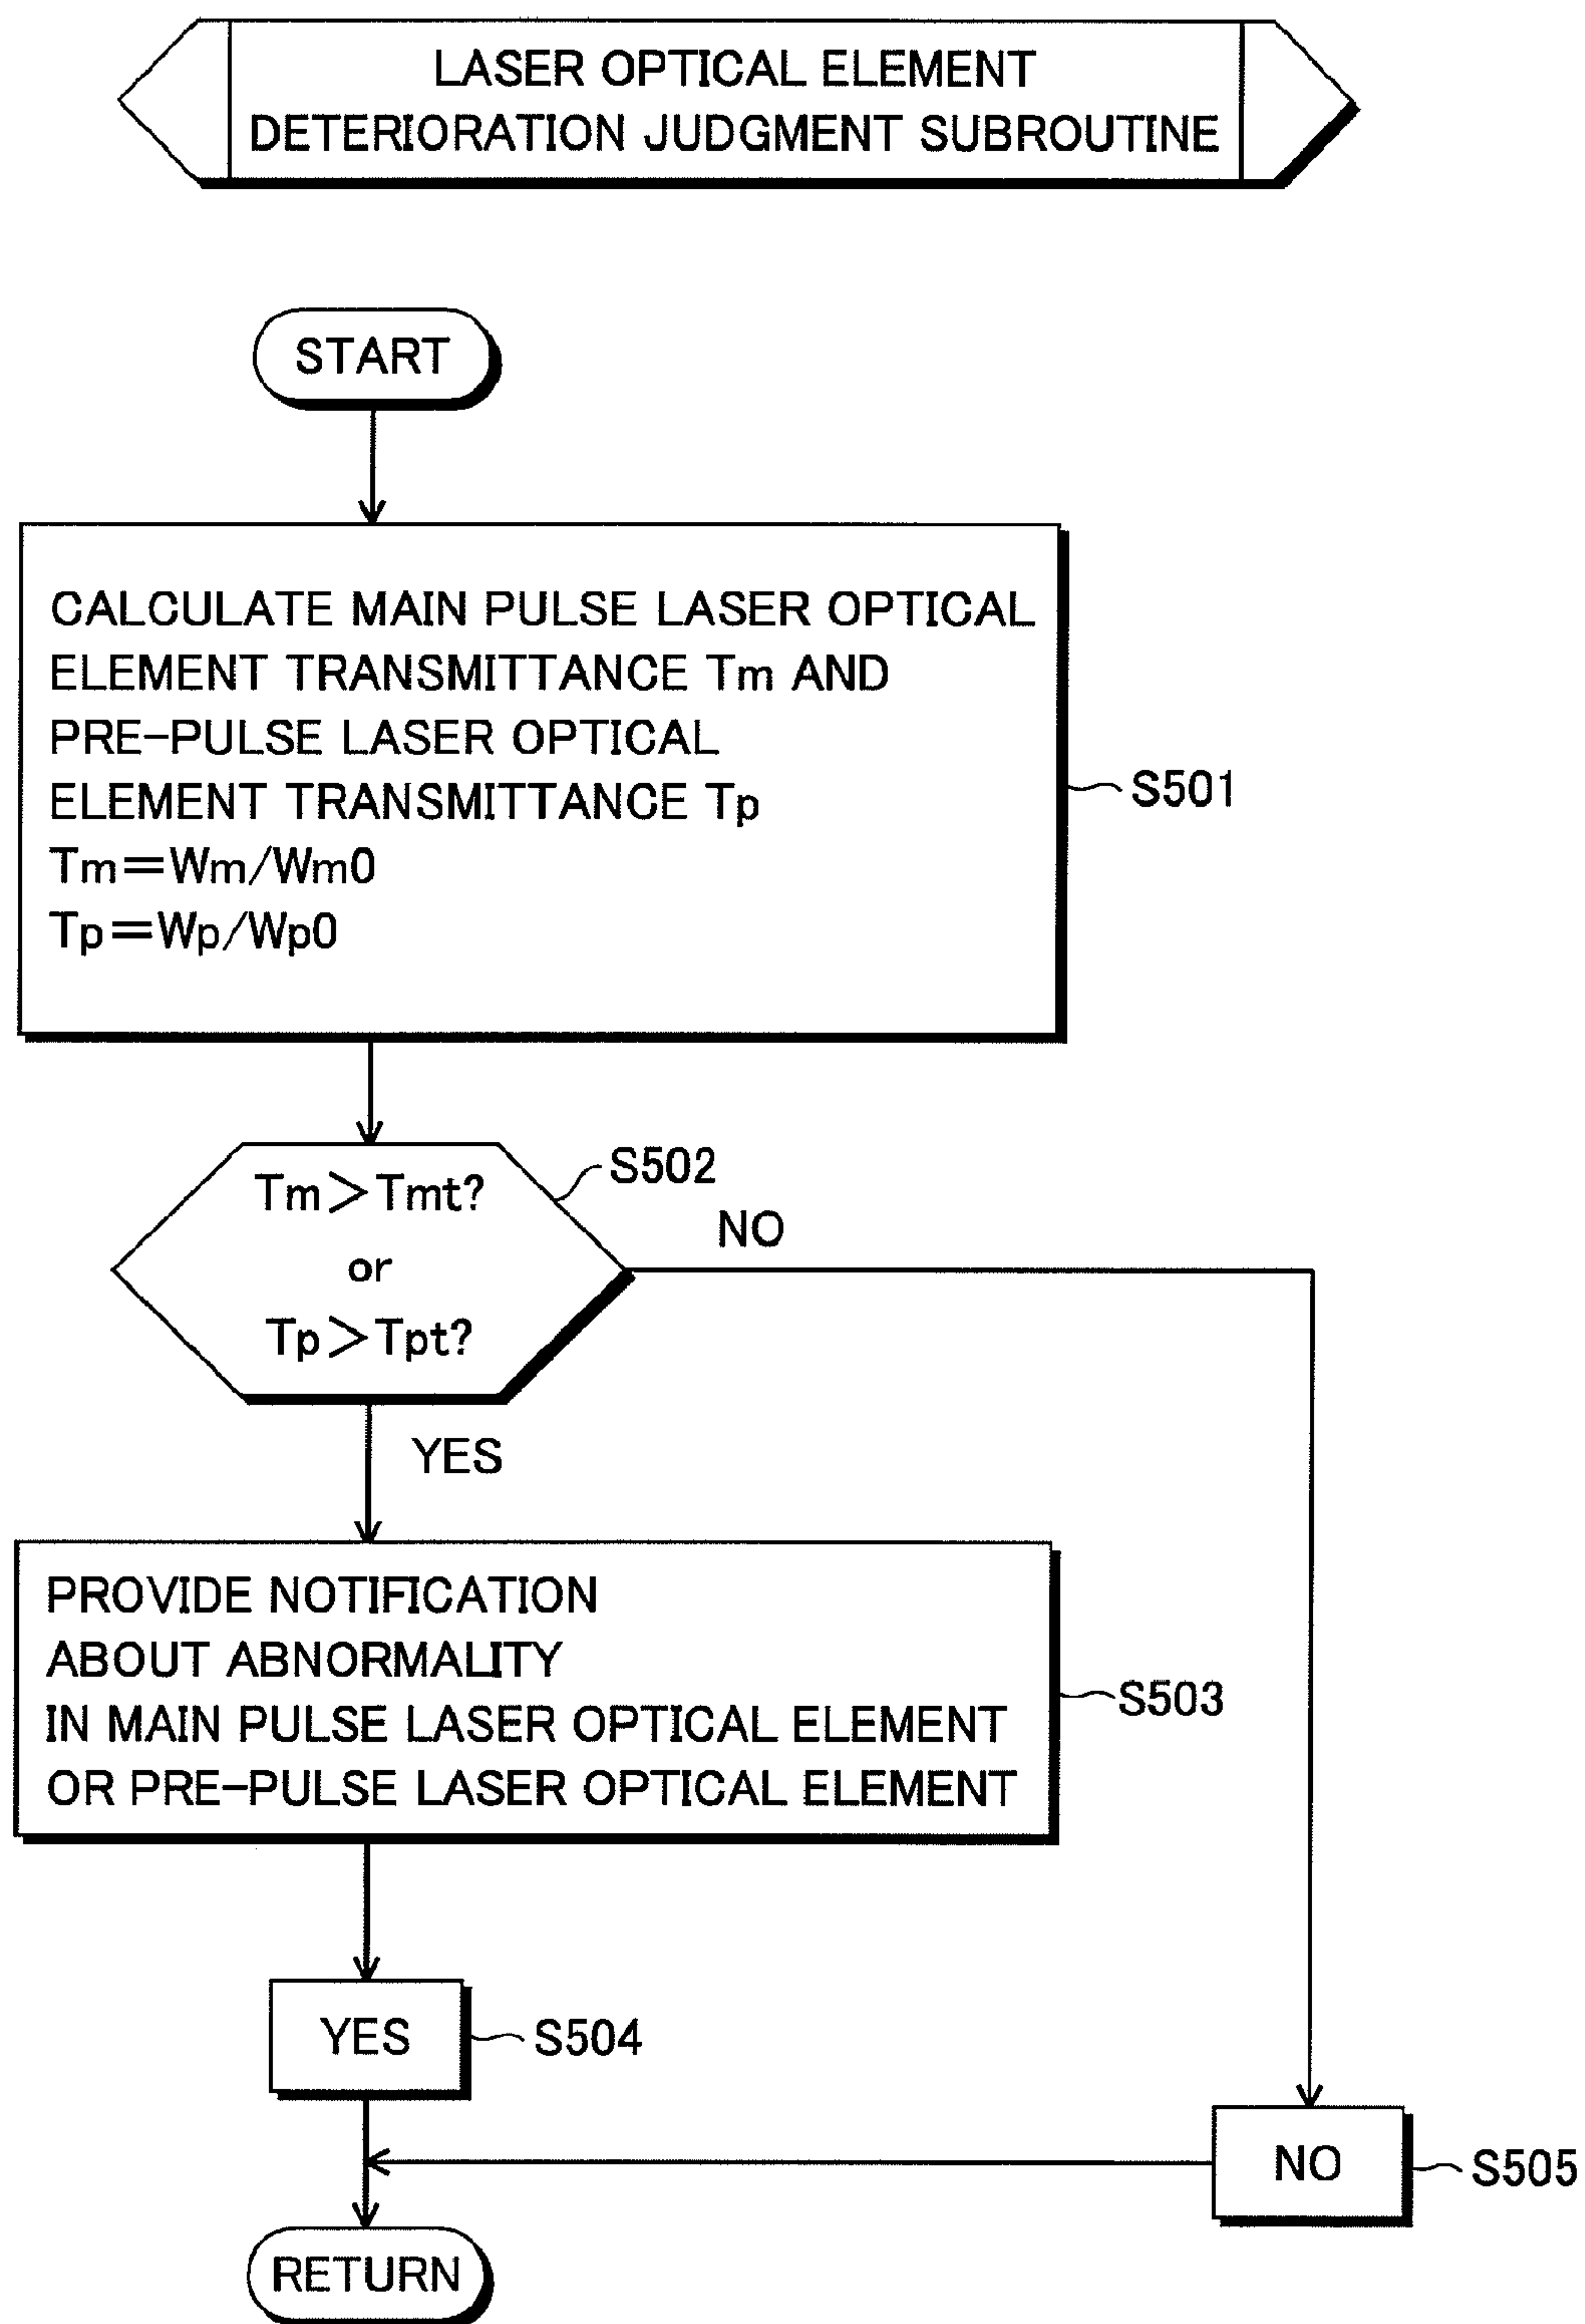 LASER OPTICAL ELEMENT
DETERIORATION JUDGMENT SUBROUTINE
START
CALCULATE MAIN PULSE LASER OPTICAL
ELEMENT TRANSMITTANCE Tm AND
PRE-PULSE LASER OPTICAL
ELEMENT TRANSMITTANCE Tp
Tm=Wm/Wm0
Tp=Wp/Wp0
S501
Tm>Tmt?
or
Tp>Tpt?
S502
NO
YES
PROVIDE NOTIFICATION
ABOUT ABNORMALITY
IN MAIN PULSE LASER OPTICAL ELEMENT
OR PRE-PULSE LASER OPTICAL ELEMENT
S503
YES
S504
NO
S505
RETURN